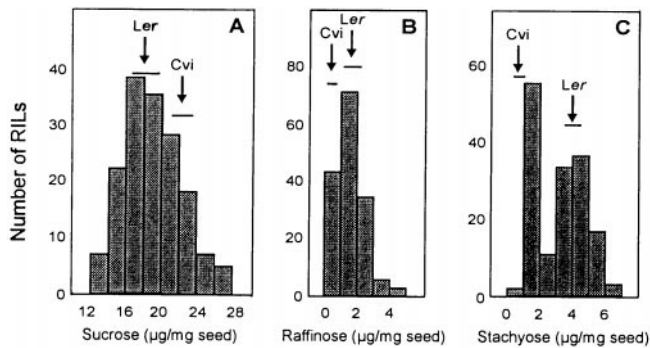 Ler A
Cvi
Number of RILs
40
30
20
10
0
12 16 20 24 28
Sucrose (μg/mg seed)
Ler B
Cvi
80
60
40
20
0
0 2 4
Raffinose (μg/mg seed)
Cvi C
Ler
60
40
20
0
0 2 4 6
Stachyose (μg/mg seed)